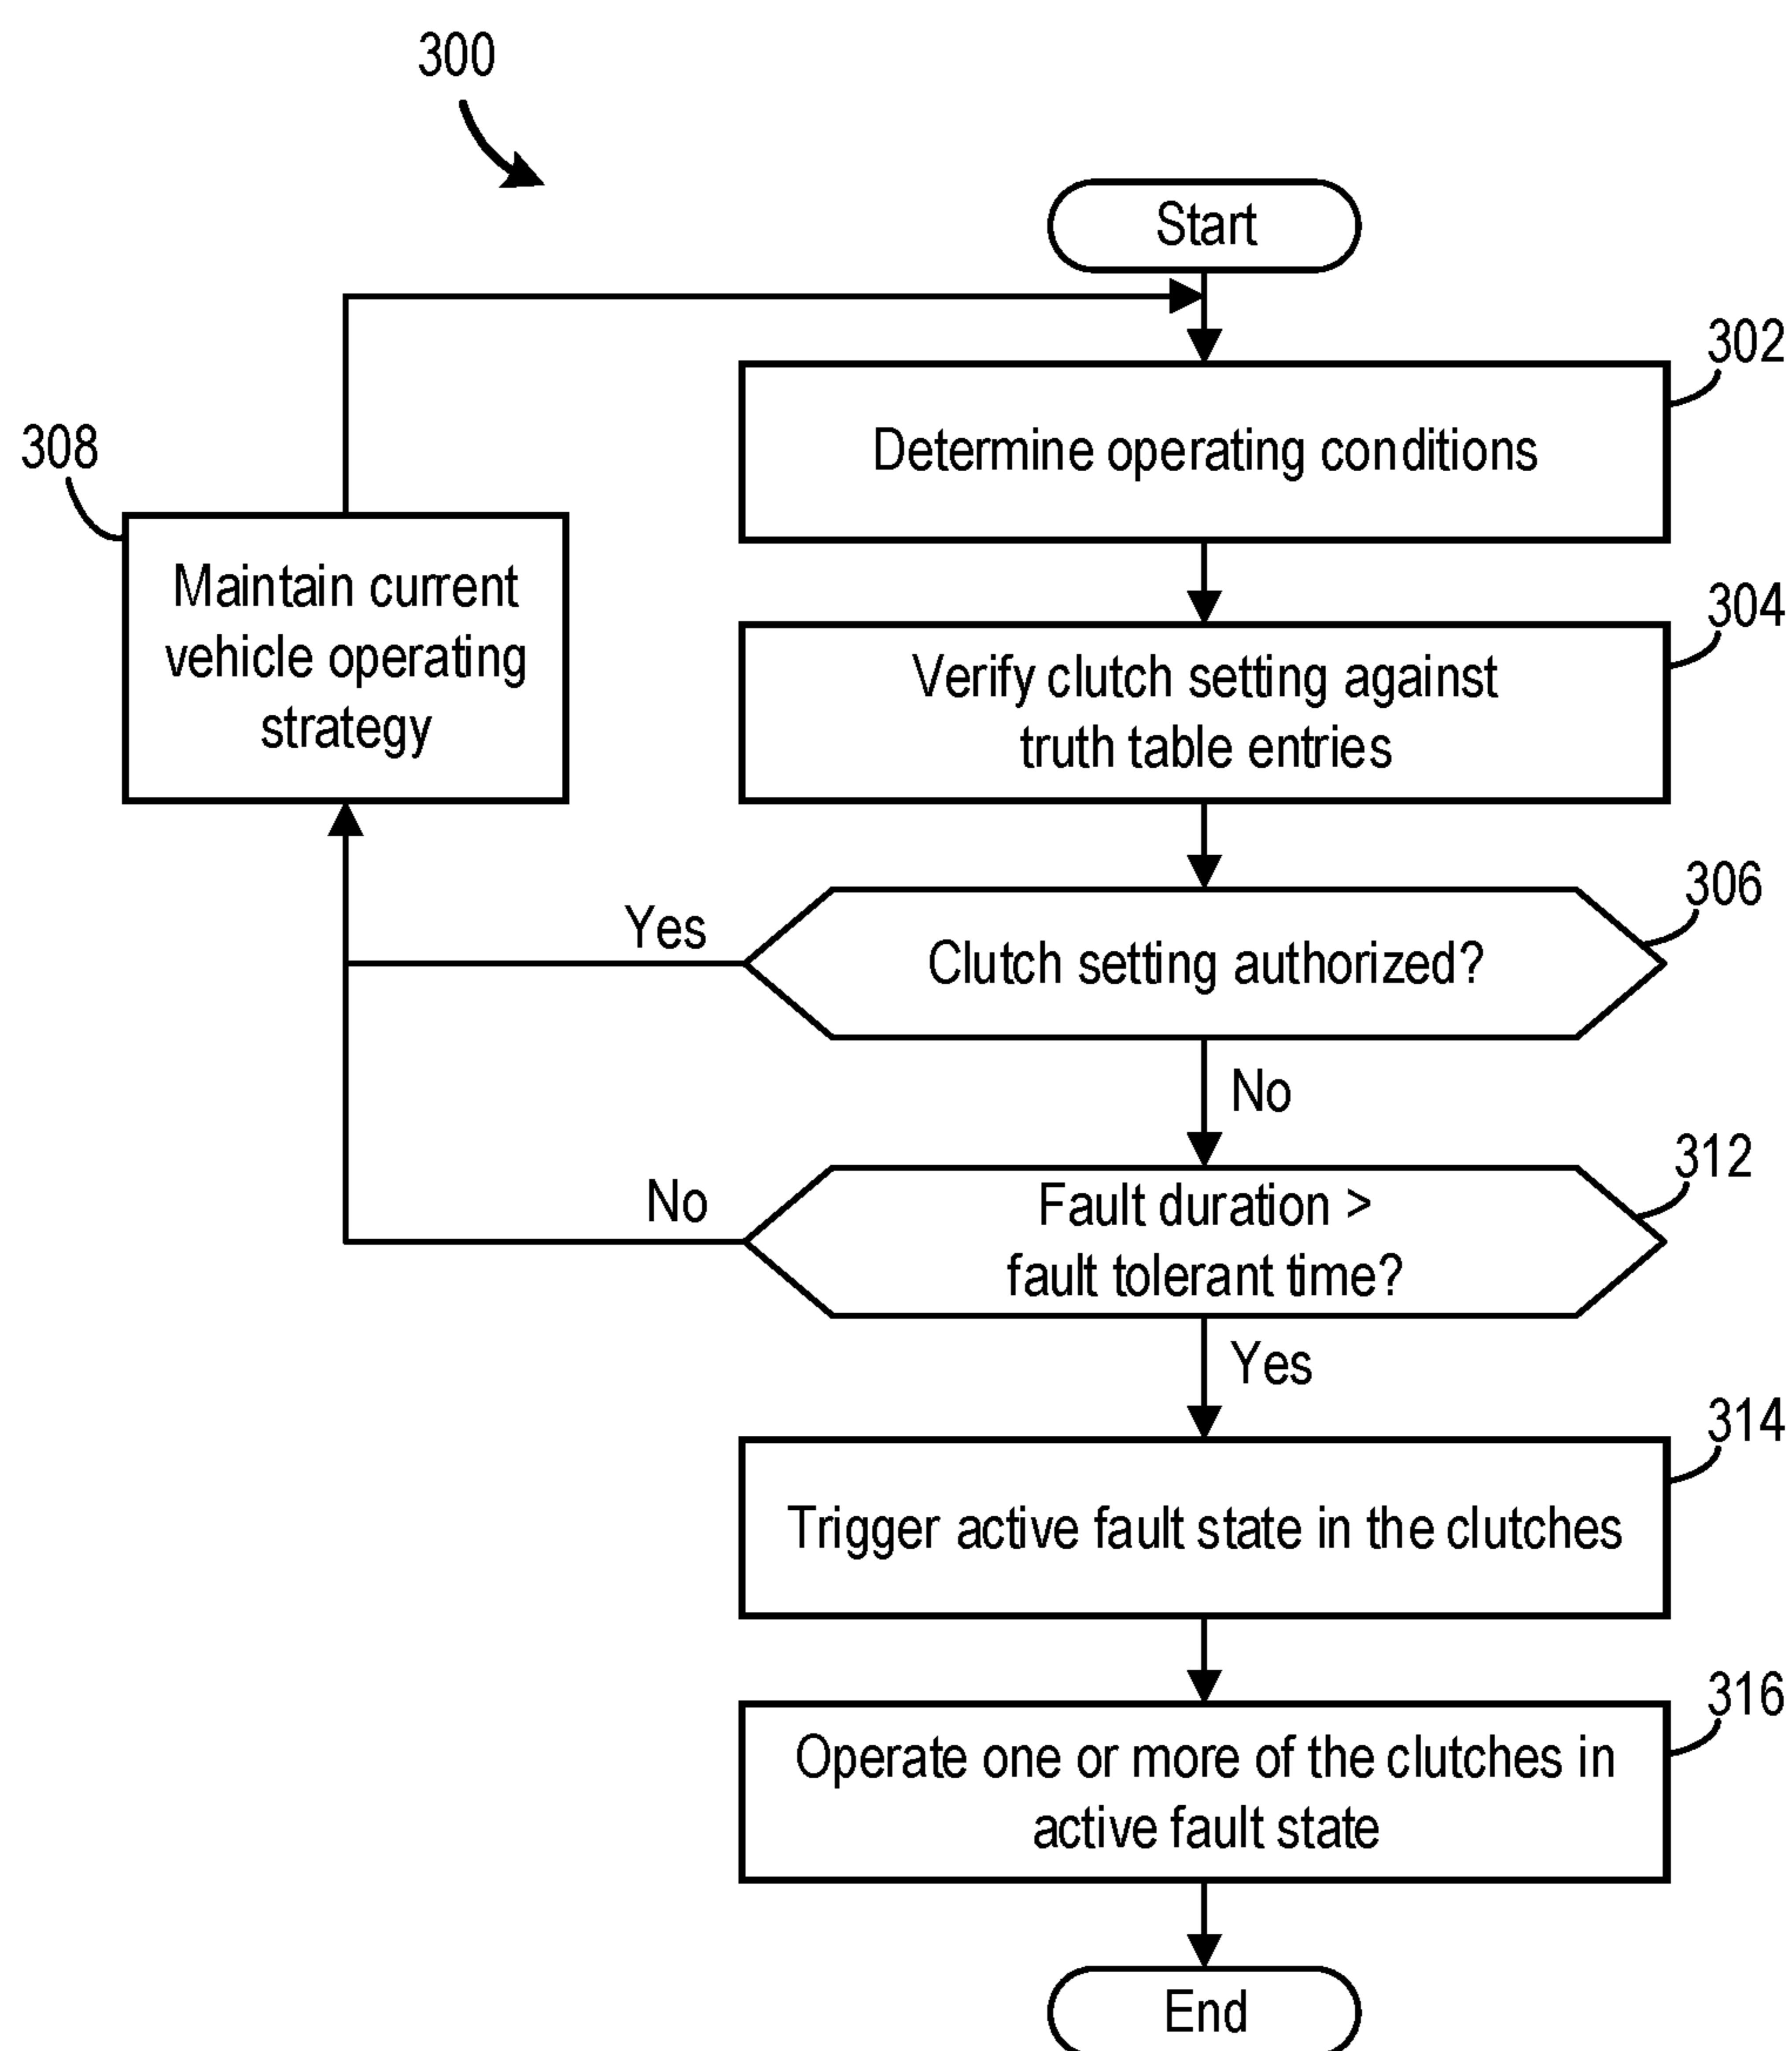 300
Start
302
Determine operating conditions
308
Maintain current
vehicle operating
strategy
304
Verify clutch setting against
truth table entries
306
Yes
Clutch setting authorized?
No
312
No
Fault duration >
fault tolerant time?
Yes
314
Trigger active fault state in the clutches
316
Operate one or more of the clutches in
active fault state
End